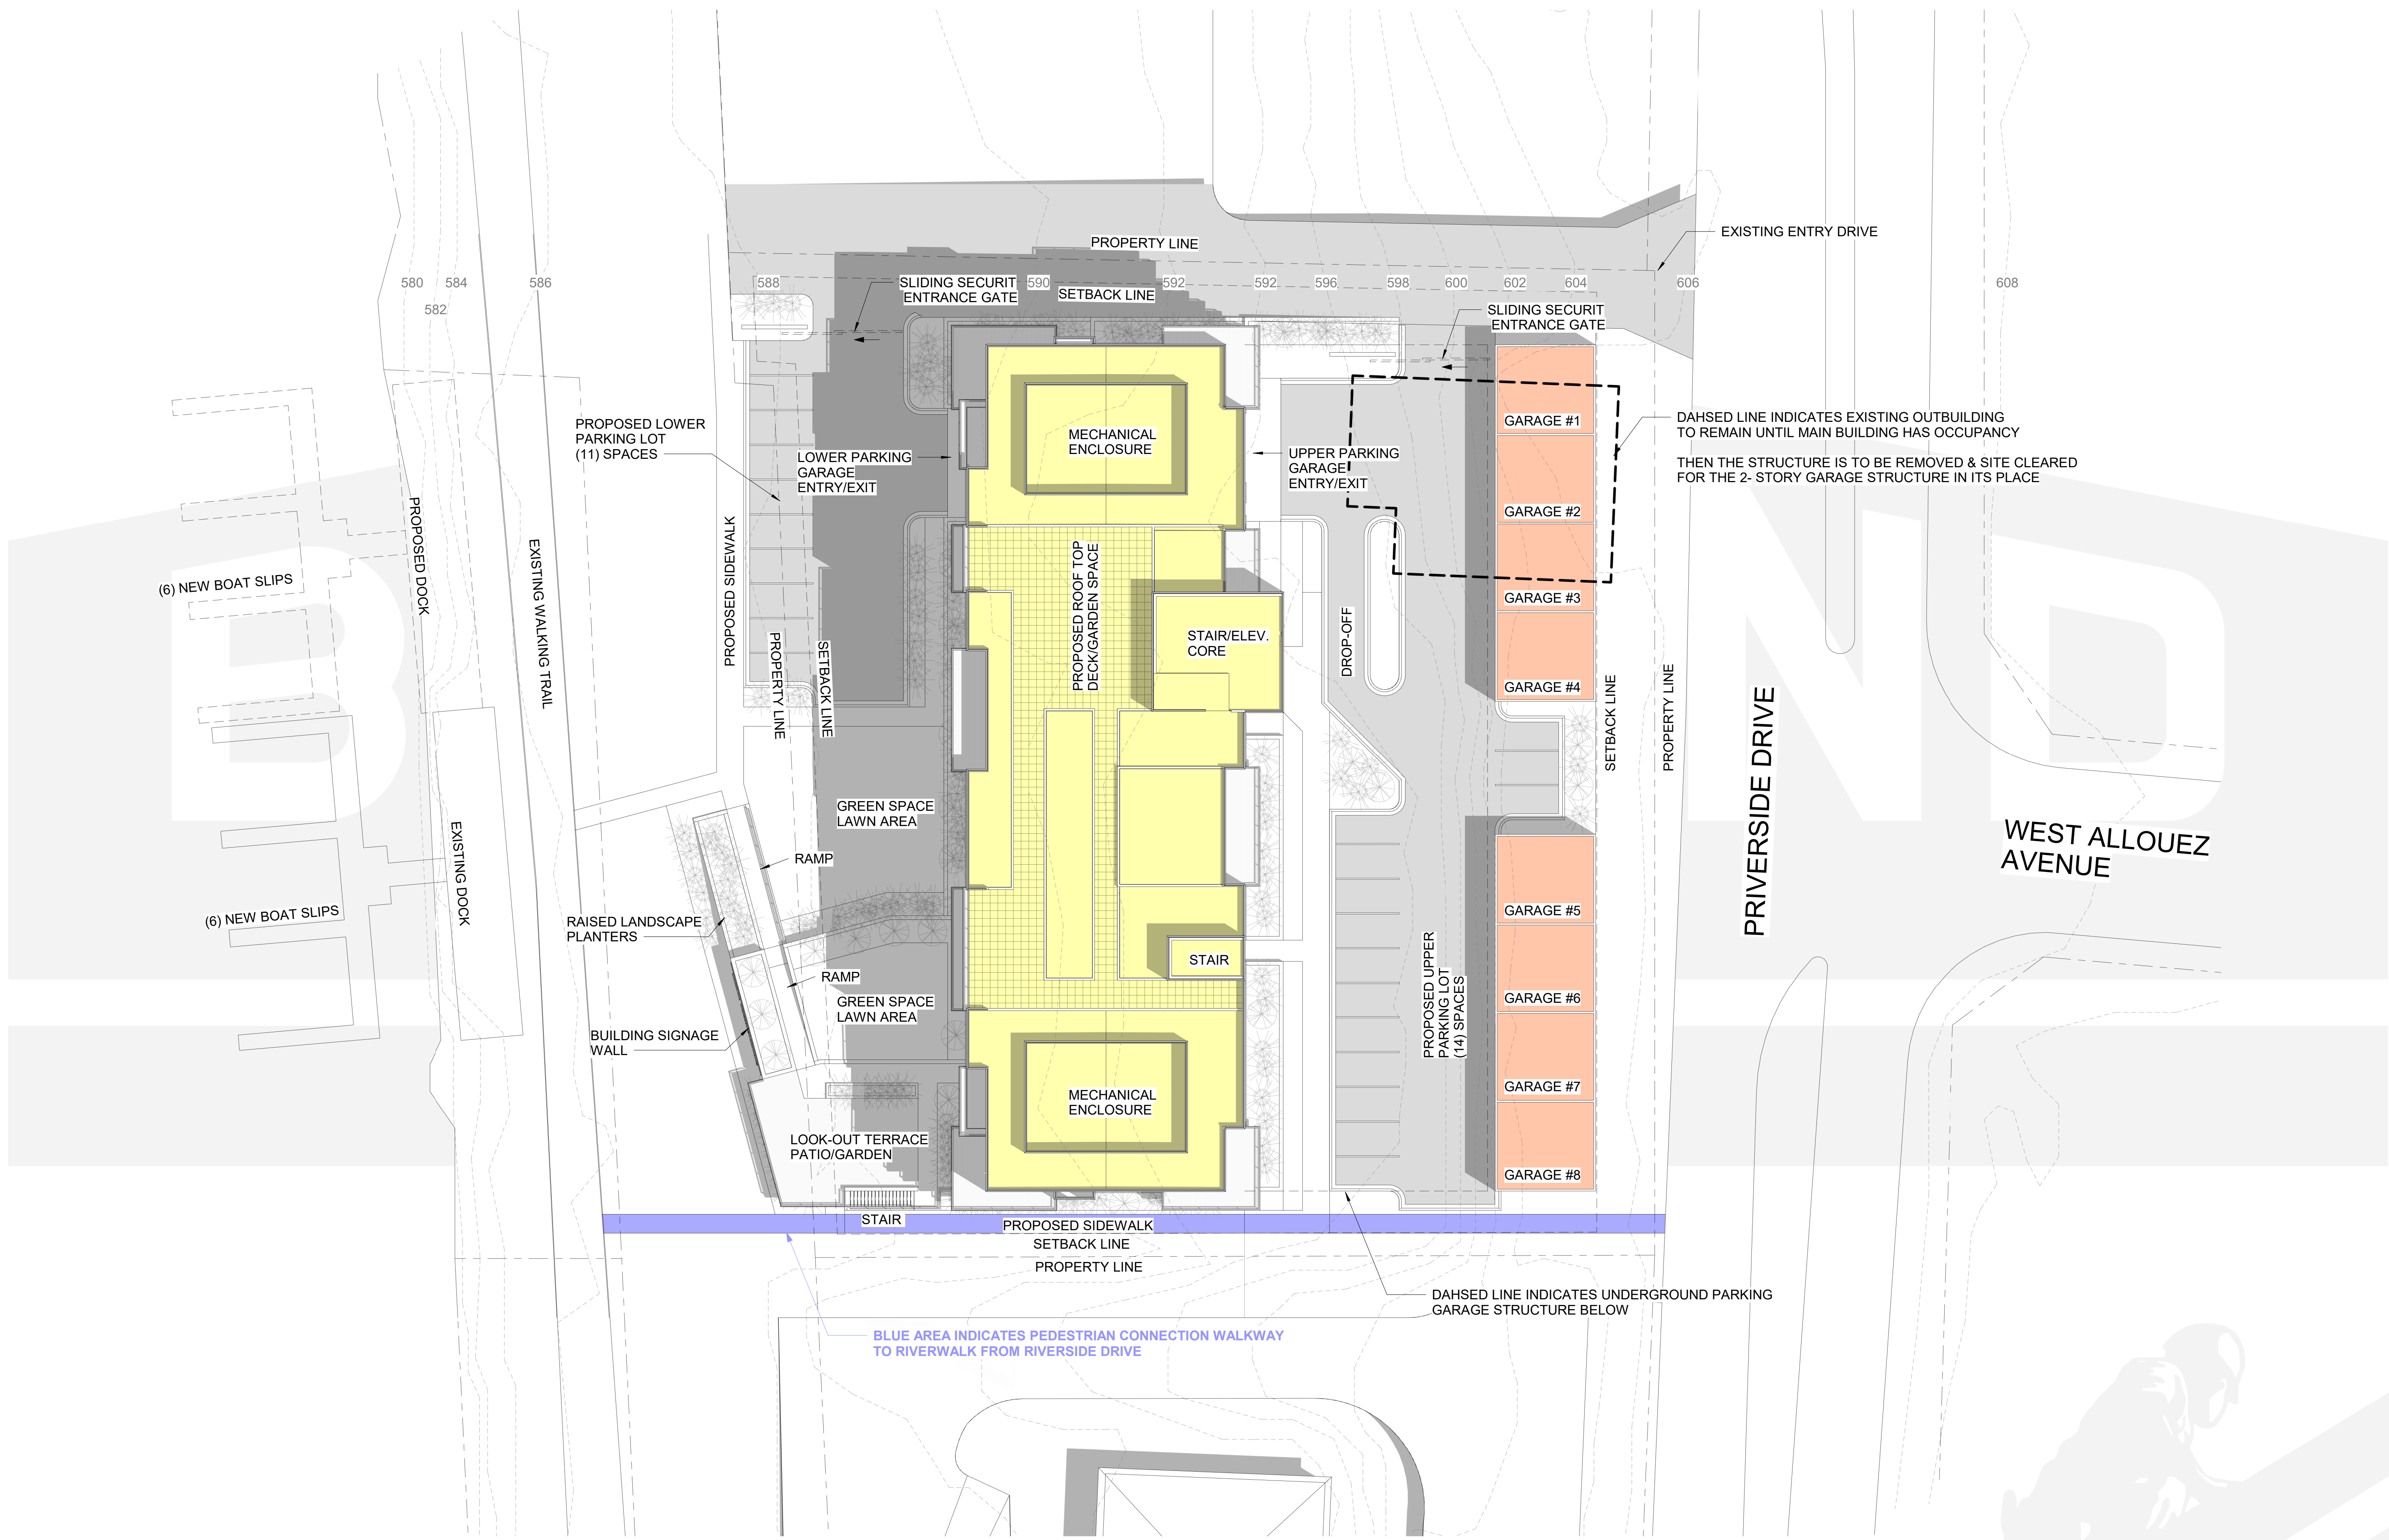 EXISTING ENTRY DRIVE
PROPERTY LINE
580
584
586
588
SLIDING SECURIT
ENTRANCE GATE
590
592
592
596
598
600
602
604
606
608
582
SETBACK LINE
SLIDING SECURIT
ENTRANCE GATE
PROPOSED LOWER
PARKING LOT
(11) SPACES
LOWER PARKING
GARAGE
ENTRY/EXIT
MECHANICAL
ENCLOSURE
UPPER PARKING
GARAGE
ENTRY/EXIT
GARAGE #1
DAHSED LINE INDICATES EXISTING OUTBUILDING
TO REMAIN UNTIL MAIN BUILDING HAS OCCUPANCY
THEN THE STRUCTURE IS TO BE REMOVED & SITE CLEARED
FOR THE 2- STORY GARAGE STRUCTURE IN ITS PLACE
GARAGE #2
GARAGE #3
GARAGE #4
(6) NEW BOAT SLIPS
PROPOSED DOCK
EXISTING WALKING TRAIL
PROPOSED SIDEWALK
PROPERTY LINE
SETBACK LINE
PROPOSED ROOF TOP
DECK/GARDEN SPACE
STAIR/ELEV.
CORE
DROP-OFF
SETBACK LINE
PROPERTY LINE
PRIVERSIDE DRIVE
WEST ALLOUEZ
AVENUE
B
ND
GREEN SPACE
LAWN AREA
EXISTING DOCK
RAMP
(6) NEW BOAT SLIPS
RAISED LANDSCAPE
PLANTERS
RAMP
GREEN SPACE
LAWN AREA
BUILDING SIGNAGE
WALL
STAIR
PROPOSED UPPER
PARKING LOT
(14) SPACES
GARAGE #5
GARAGE #6
GARAGE #7
GARAGE #8
MECHANICAL
ENCLOSURE
LOOK-OUT TERRACE
PATIO/GARDEN
STAIR
PROPOSED SIDEWALK
SETBACK LINE
PROPERTY LINE
DAHSED LINE INDICATES UNDERGROUND PARKING
GARAGE STRUCTURE BELOW
BLUE AREA INDICATES PEDESTRIAN CONNECTION WALKWAY
TO RIVERWALK FROM RIVERSIDE DRIVE